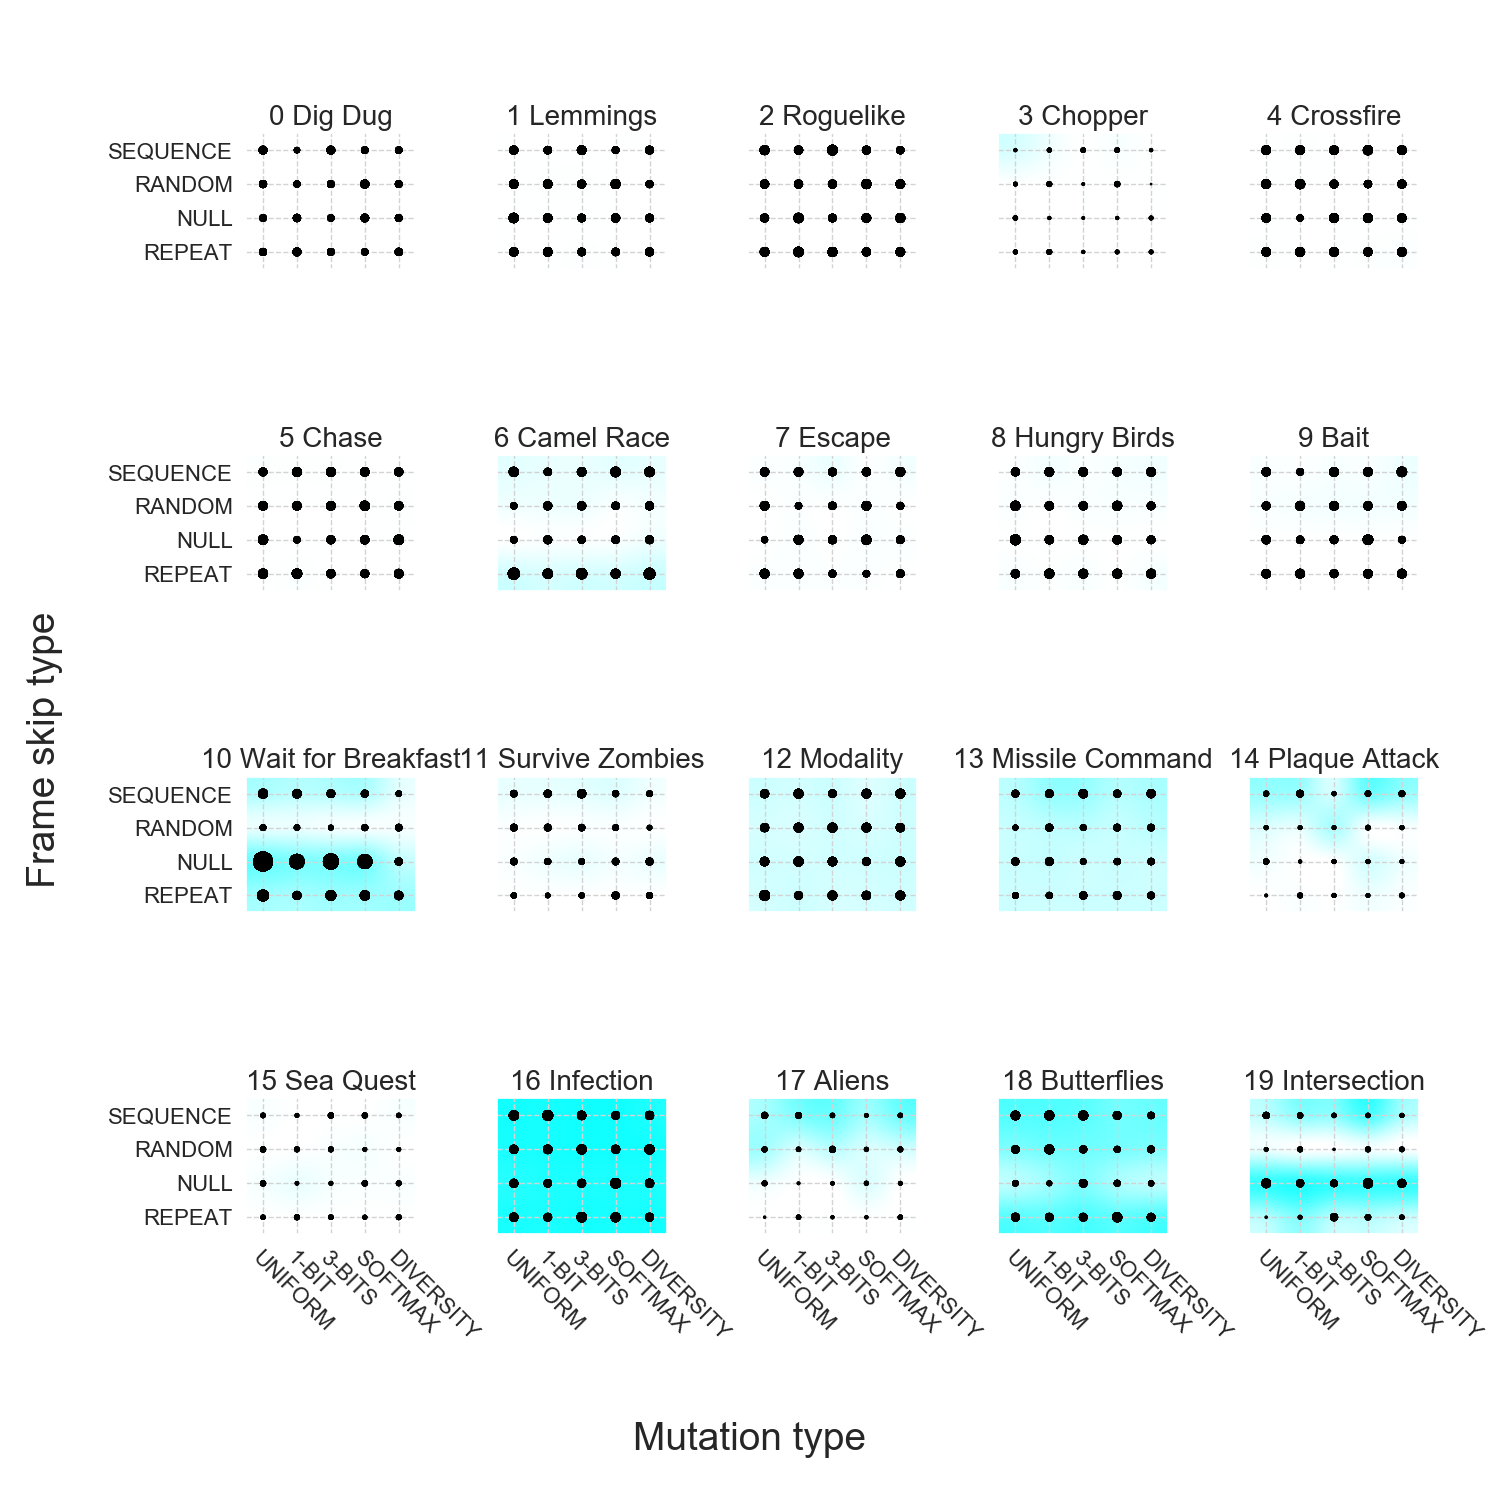 0 Dig Dug
1 Lemmings
2 Roguelike
3 Chopper
4 Crossfire
SEQUENCE
RANDOM
NULL
REPEAT
5 Chase
6 Camel Race
7 Escape
8 Hungry Birds
9 Bait
SEQUENCE
RANDOM
NULL
REPEAT
Frame skip type
10 Wait for Breakfast
11 Survive Zombies
12 Modality
13 Missile Command
14 Plaque Attack
SEQUENCE
RANDOM
NULL
REPEAT
15 Sea Quest
16 Infection
17 Aliens
18 Butterflies
19 Intersection
SEQUENCE
RANDOM
NULL
REPEAT
UNIFORM
1-BIT
3-BITS
SOFTMAX
DIVERSITY
UNIFORM
1-BIT
3-BITS
SOFTMAX
DIVERSITY
UNIFORM
1-BIT
3-BITS
SOFTMAX
DIVERSITY
UNIFORM
1-BIT
3-BITS
SOFTMAX
DIVERSITY
UNIFORM
1-BIT
3-BITS
SOFTMAX
DIVERSITY
Mutation type